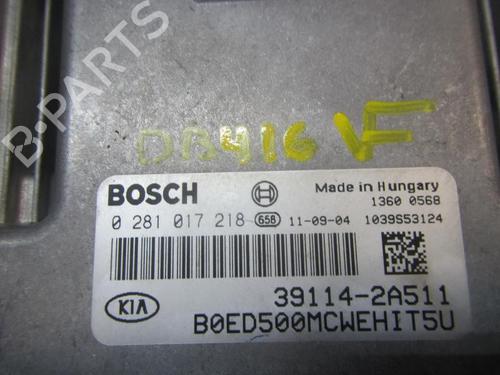 B-PARTS
DB416 VF
BOSCH
Made in Hungary
1360 0568
0 281 017 218 658 11-09-04 1039S53124
KIA
39114-2A511
B0ED500MCWEHIT5U